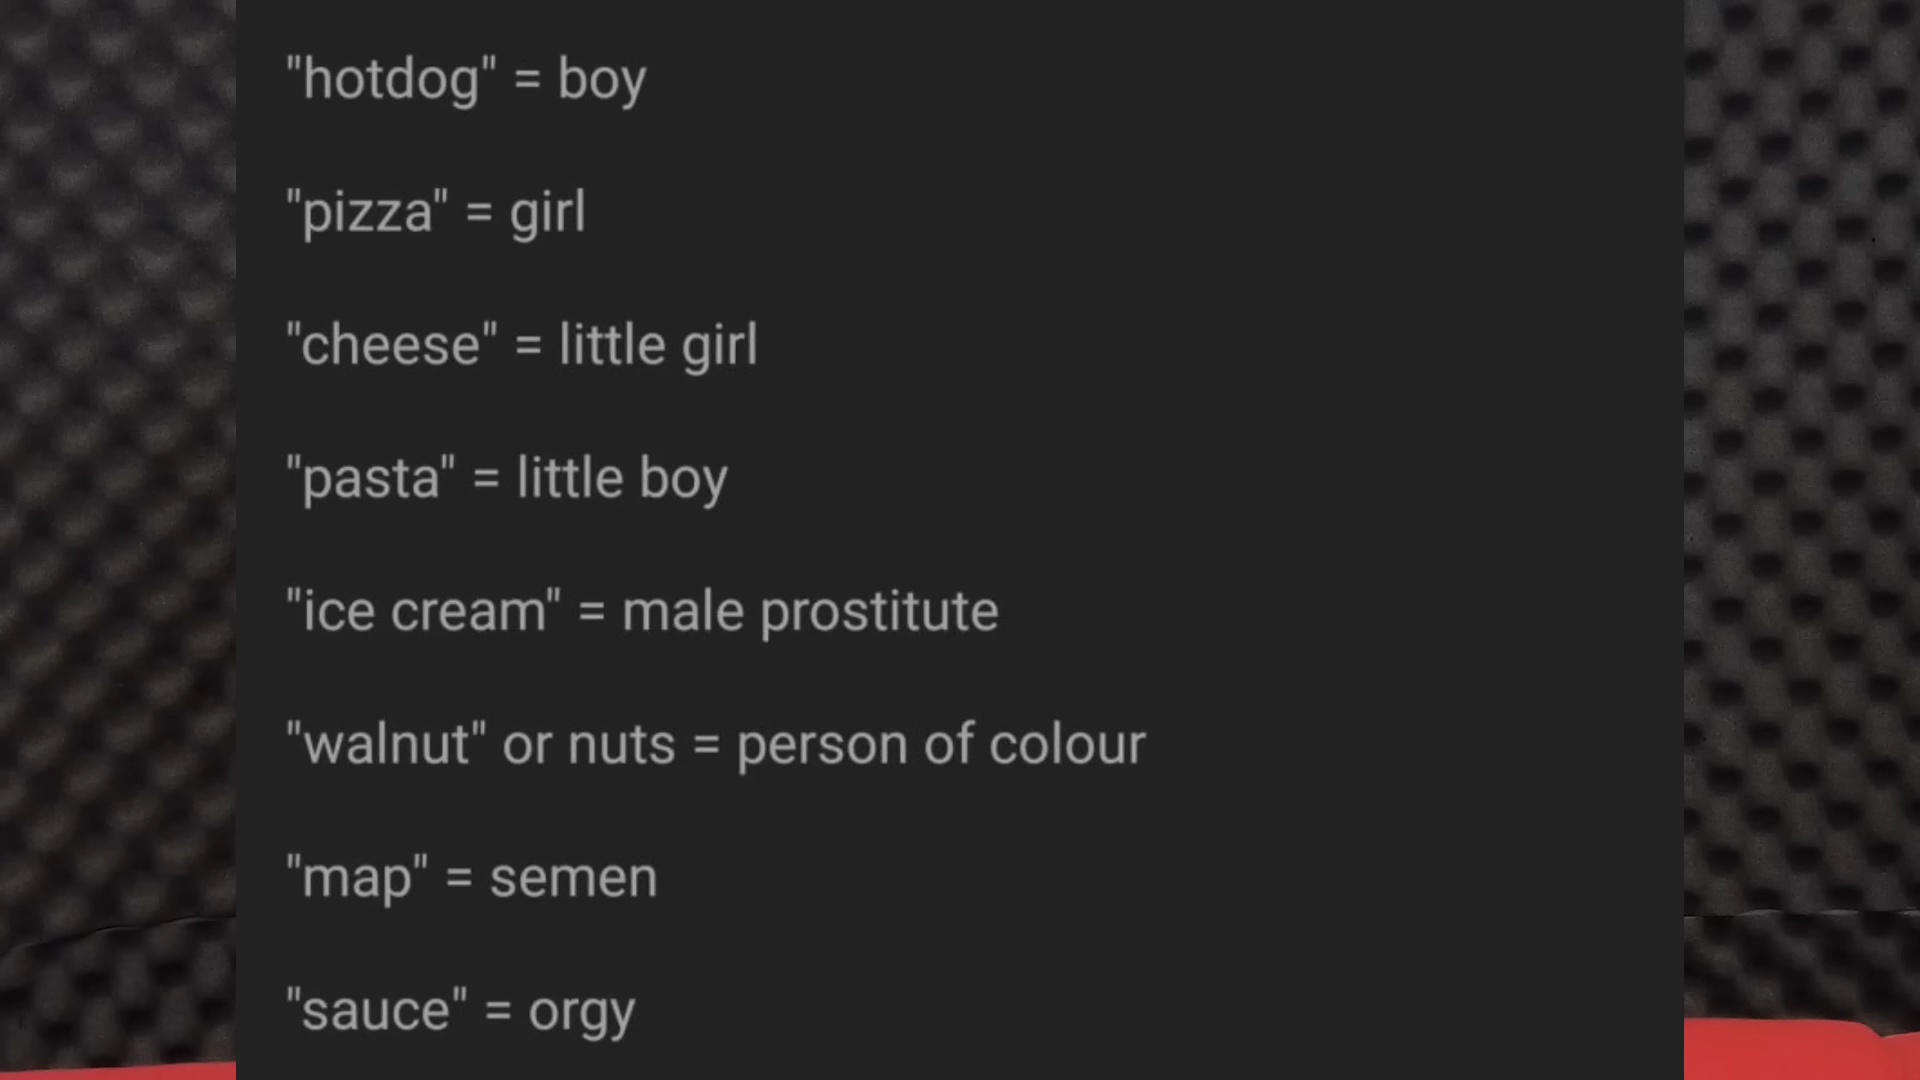 "hotdog" = boy
"pizza" = girl
"cheese" = little girl
"pasta" = little boy
"ice cream" = male prostitute
"walnut" or nuts = person of colour
"map" = semen
"sauce" = orgy